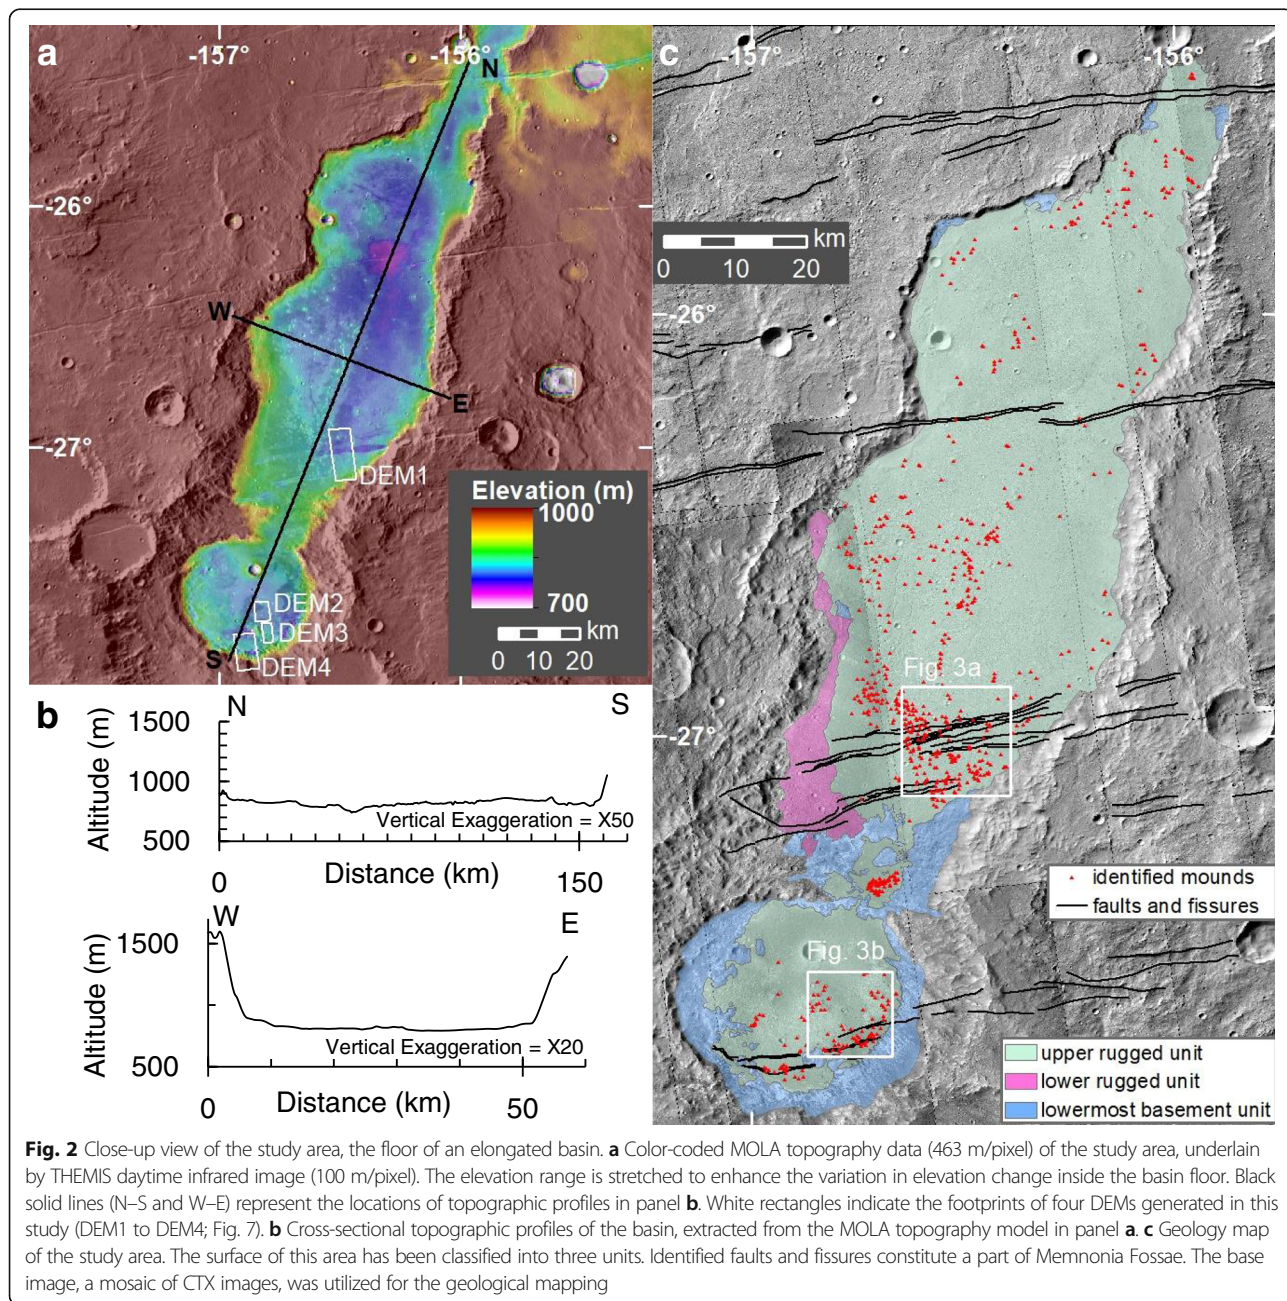 a
-157°
-156°
N
-26°
W
E
-27°
DEM1
Elevation (m)
1000
700
km
0 10 20
DEM2
DEM3
DEM4
S
b
N
S
Altitude (m)
1500
1000
500
Vertical Exaggeration = X50
0
150
Distance (km)
W
E
Altitude (m)
1500
500
Vertical Exaggeration = X20
0
50
Distance (km)
c
-157°
-156°
km
0 10 20
-26°
Fig. 3a
-27°
identified mounds
faults and fissures
Fig. 3b
upper rugged unit
lower rugged unit
lowermost basement unit
Fig. 2 Close-up view of the study area, the floor of an elongated basin. a Color-coded MOLA topography data (463 m/pixel) of the study area, underlain
by THEMIS daytime infrared image (100 m/pixel). The elevation range is stretched to enhance the variation in elevation change inside the basin floor. Black
solid lines (N–S and W–E) represent the locations of topographic profiles in panel b. White rectangles indicate the footprints of four DEMs generated in this
study (DEM1 to DEM4; Fig. 7). b Cross-sectional topographic profiles of the basin, extracted from the MOLA topography model in panel a. c Geology map
of the study area. The surface of this area has been classified into three units. Identified faults and fissures constitute a part of Memnonia Fossae. The base
image, a mosaic of CTX images, was utilized for the geological mapping